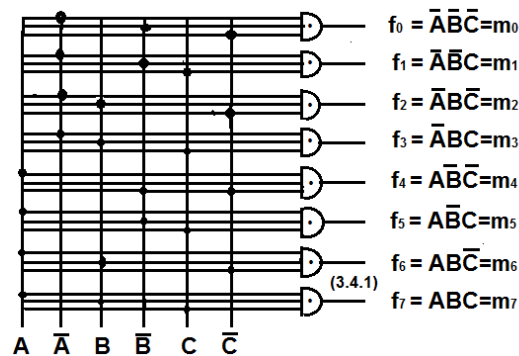 f₀ = A̅B̅C̅=m₀
f₁ = A̅B̅C=m₁
f₂ = A̅BC̅=m₂
f₃ = A̅BC=m₃
f₄ = AB̅C̅=m₄
f₅ = AB̅C=m₅
f₆ = ABC̅=m₆
(3.4.1)
f₇ = ABC=m₇
A A̅ B B̅ C C̅